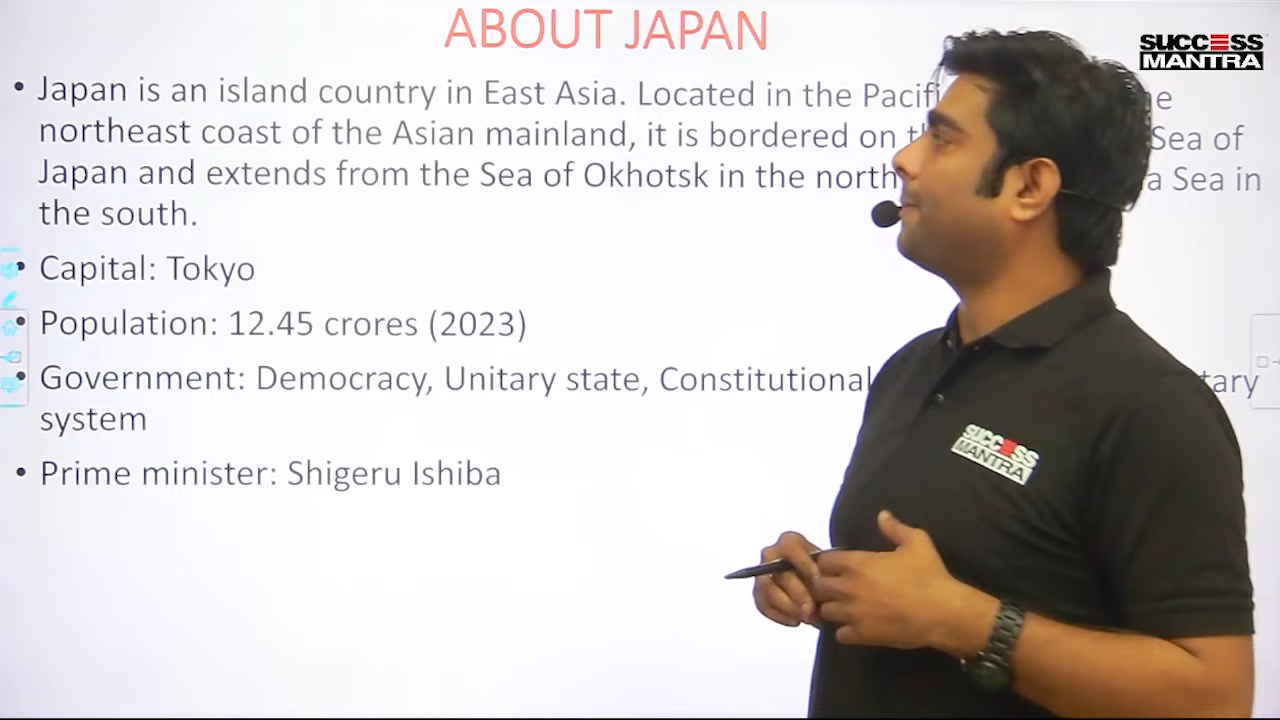 ABOUT JAPAN
SUCCESS
MANTRA
• Japan is an island country in East Asia. Located in the
northeast coast of the Asian mainland, it is bordered on Sea of
Japan and extends from the Sea of Okhotsk in the north Sea in
the south.
• Capital: Tokyo
• Population: 12.45 crores (2023)
• Government: Democracy, Unitary state, Constitutional
system
• Prime minister: Shigeru Ishiba
SUCCESS
MANTRA